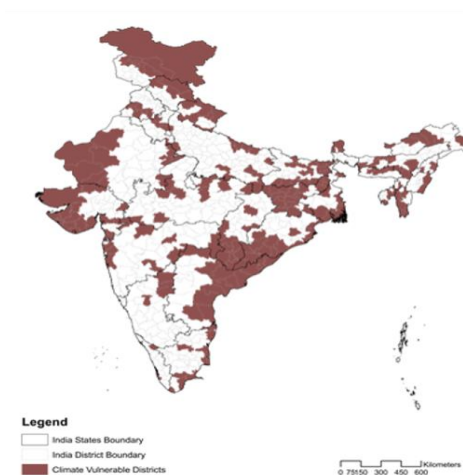 Legend
India States Boundary
India District Boundary
Climate Vulnerable Districts
0 75150 300 450 600
Kilometers